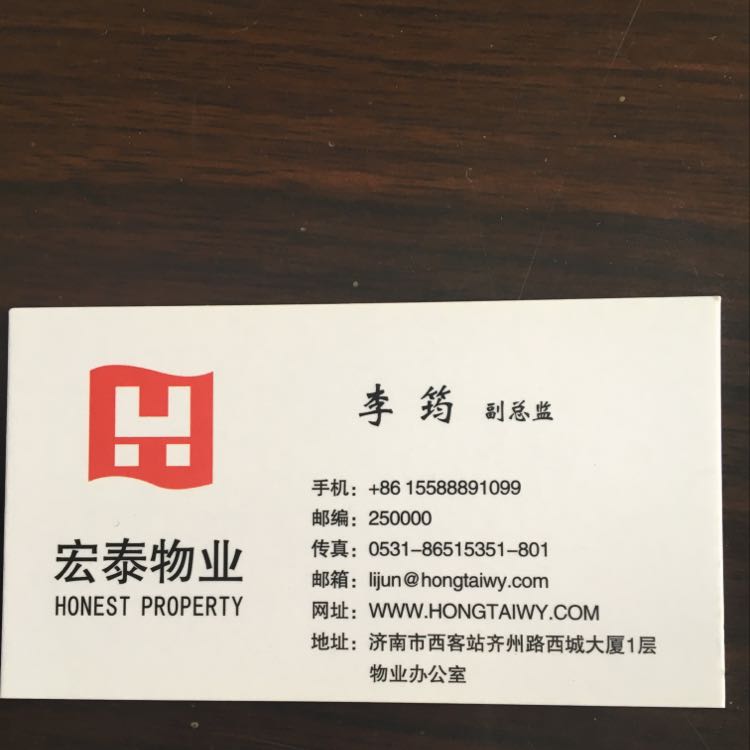 李筠 副总监
手机：+86 15588891099
邮编：250000
传真：0531-86515351-801
邮箱：lijun@hongtaiwy.com
网址：WWW.HONGTAIWY.COM
地址：济南市西客站齐州路西城大厦1层
物业办公室
宏泰物业
HONEST PROPERTY